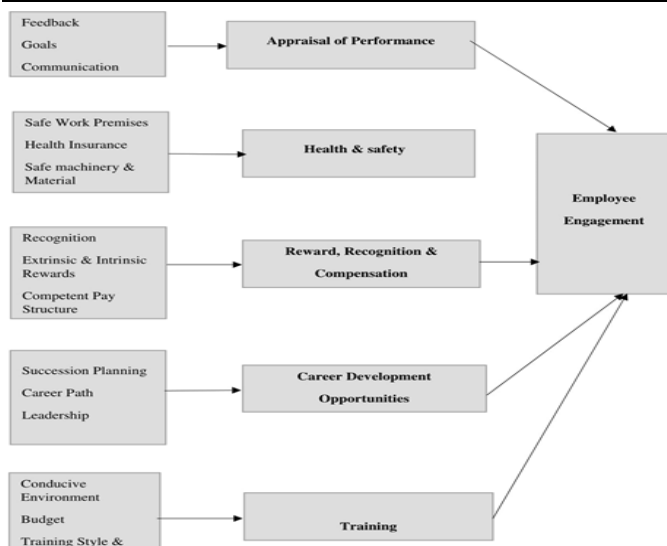 Feedback
Goals
Communication
Appraisal of Performance
Safe Work Premises
Health Insurance
Safe machinery &
Material
Health & safety
Employee
Engagement
Recognition
Extrinsic & Intrinsic
Rewards
Competent Pay
Structure
Reward, Recognition &
Compensation
Succession Planning
Career Path
Leadership
Career Development
Opportunities
Conducive
Environment
Budget
Training Style &
Training